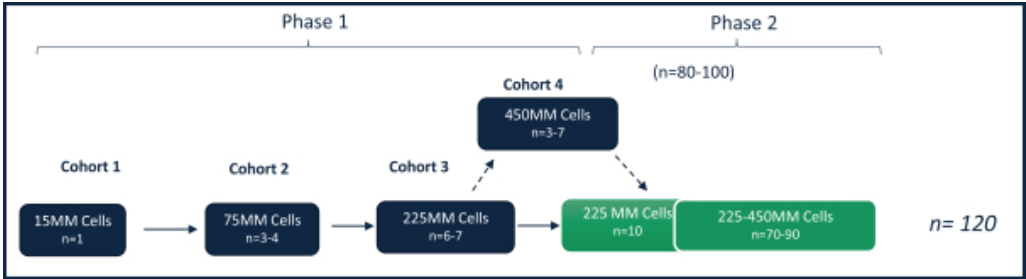 Phase 1
Phase 2
(n=80-100)
Cohort 4
450MM Cells
n=3-7
Cohort 1
Cohort 2
Cohort 3
15MM Cells
n=1
75MM Cells
n=3-4
225MM Cells
n=6-7
225 MM Cells
n=10
225-450MM Cells
n=70-90
n= 120